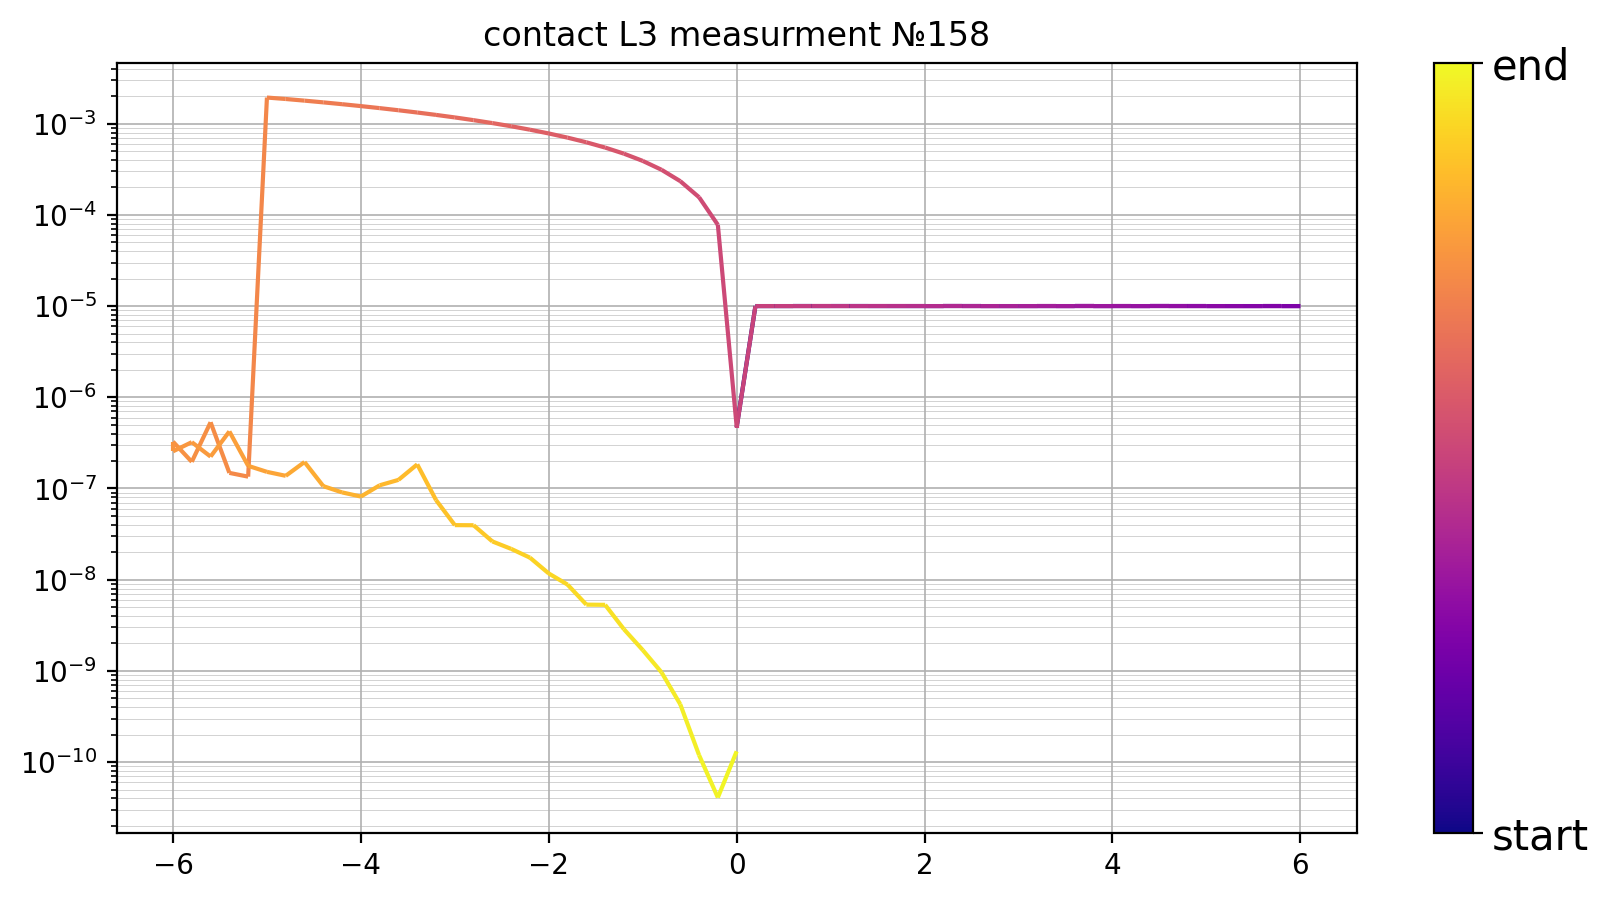 contact L3 measurment №158
10⁻³
10⁻⁴
10⁻⁵
10⁻⁶
10⁻⁷
10⁻⁸
10⁻⁹
10⁻¹⁰
−6 −4 −2 0 2 4 6
end
start